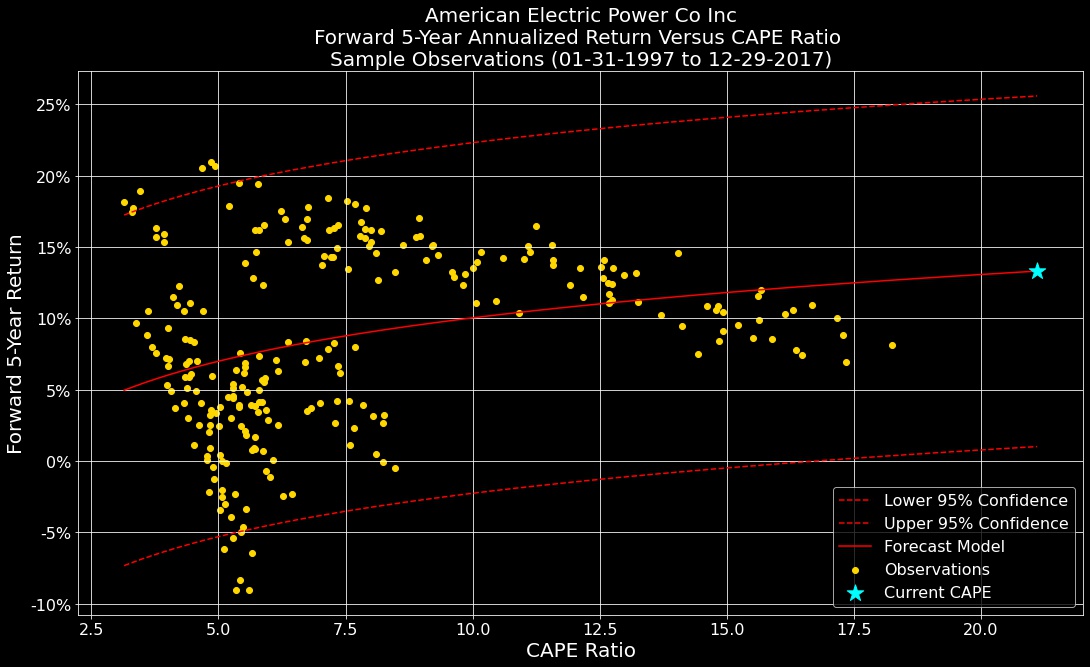 American Electric Power Co Inc
Forward 5-Year Annualized Return Versus CAPE Ratio
Sample Observations (01-31-1997 to 12-29-2017)
Forward 5-Year Return
25%
20%
15%
10%
5%
0%
-5%
-10%
Lower 95% Confidence
Upper 95% Confidence
Forecast Model
Observations
Current CAPE
2.5 5.0 7.5 10.0 12.5 15.0 17.5 20.0
CAPE Ratio